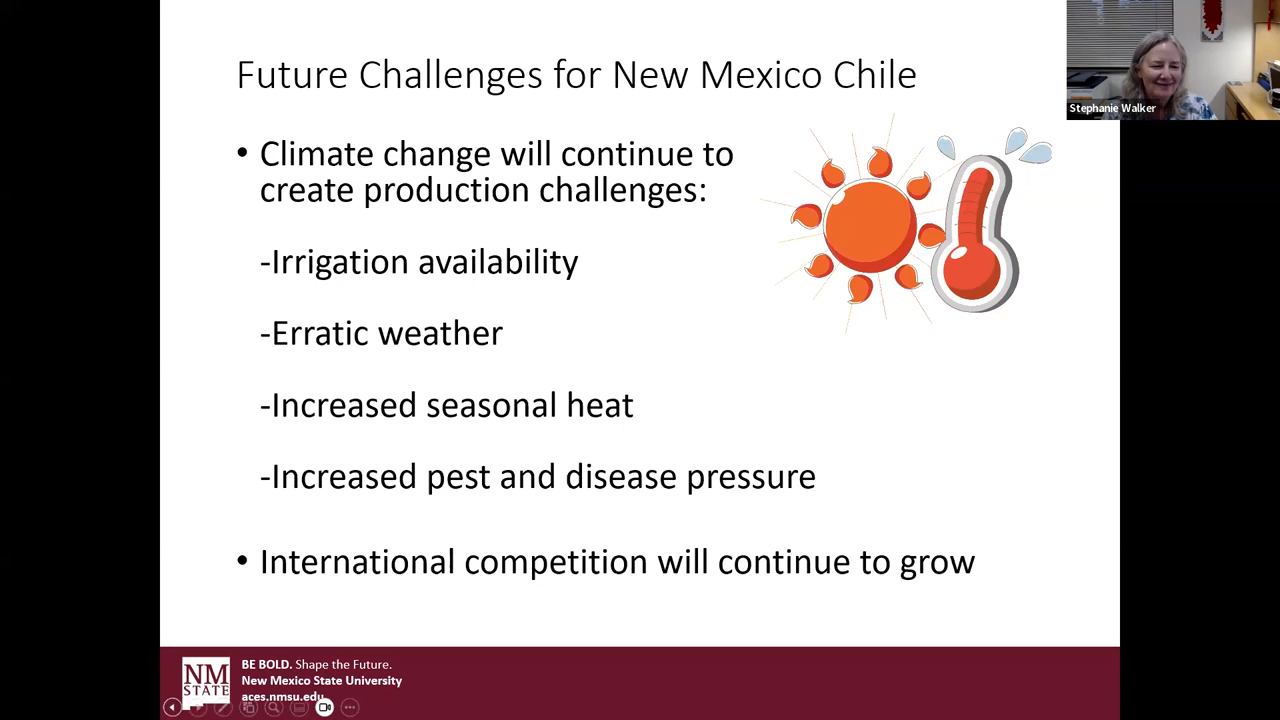 Future Challenges for New Mexico Chile
Stephanie Walker
• Climate change will continue to
create production challenges:
-Irrigation availability
-Erratic weather
-Increased seasonal heat
-Increased pest and disease pressure
• International competition will continue to grow
NM
STATE
BE BOLD. Shape the Future.
New Mexico State University
aces.nmsu.edu